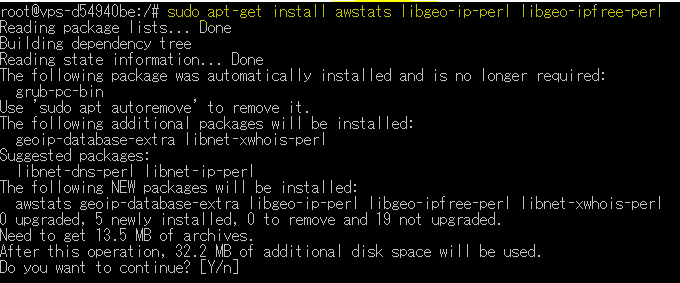 root@vps-d54940be:/# sudo apt-get install awstats libgeo-ip-perl libgeo-ipfree-perl
Reading package lists... Done
Building dependency tree
Reading state information... Done
The following package was automatically installed and is no longer required:
  grub-pc-bin
Use 'sudo apt autoremove' to remove it.
The following additional packages will be installed:
  geoip-database-extra libnet-xwhois-perl
Suggested packages:
  libnet-dns-perl libnet-ip-perl
The following NEW packages will be installed:
  awstats geoip-database-extra libgeo-ip-perl libgeo-ipfree-perl libnet-xwhois-perl
0 upgraded, 5 newly installed, 0 to remove and 19 not upgraded.
Need to get 13.5 MB of archives.
After this operation, 32.2 MB of additional disk space will be used.
Do you want to continue? [Y/n]